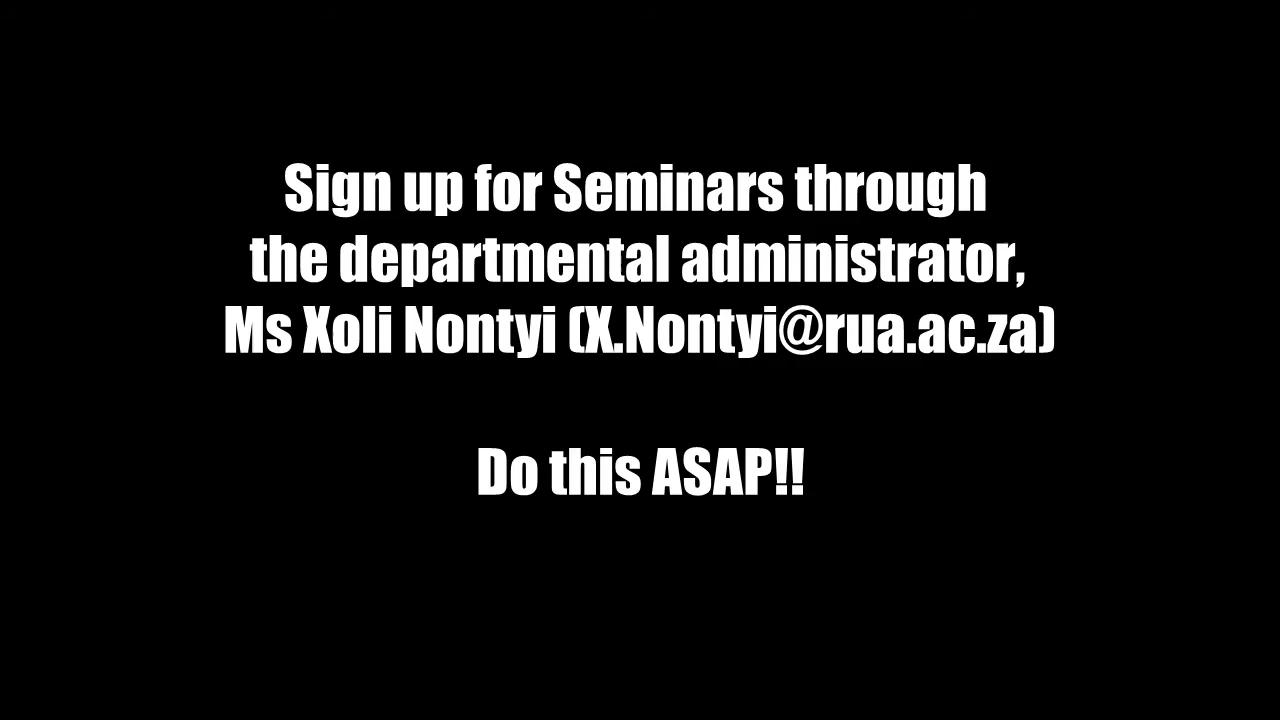 Sign up for Seminars through
the departmental administrator,
Ms Xoli Nontyi (X.Nontyi@rua.ac.za)
Do this ASAP!!